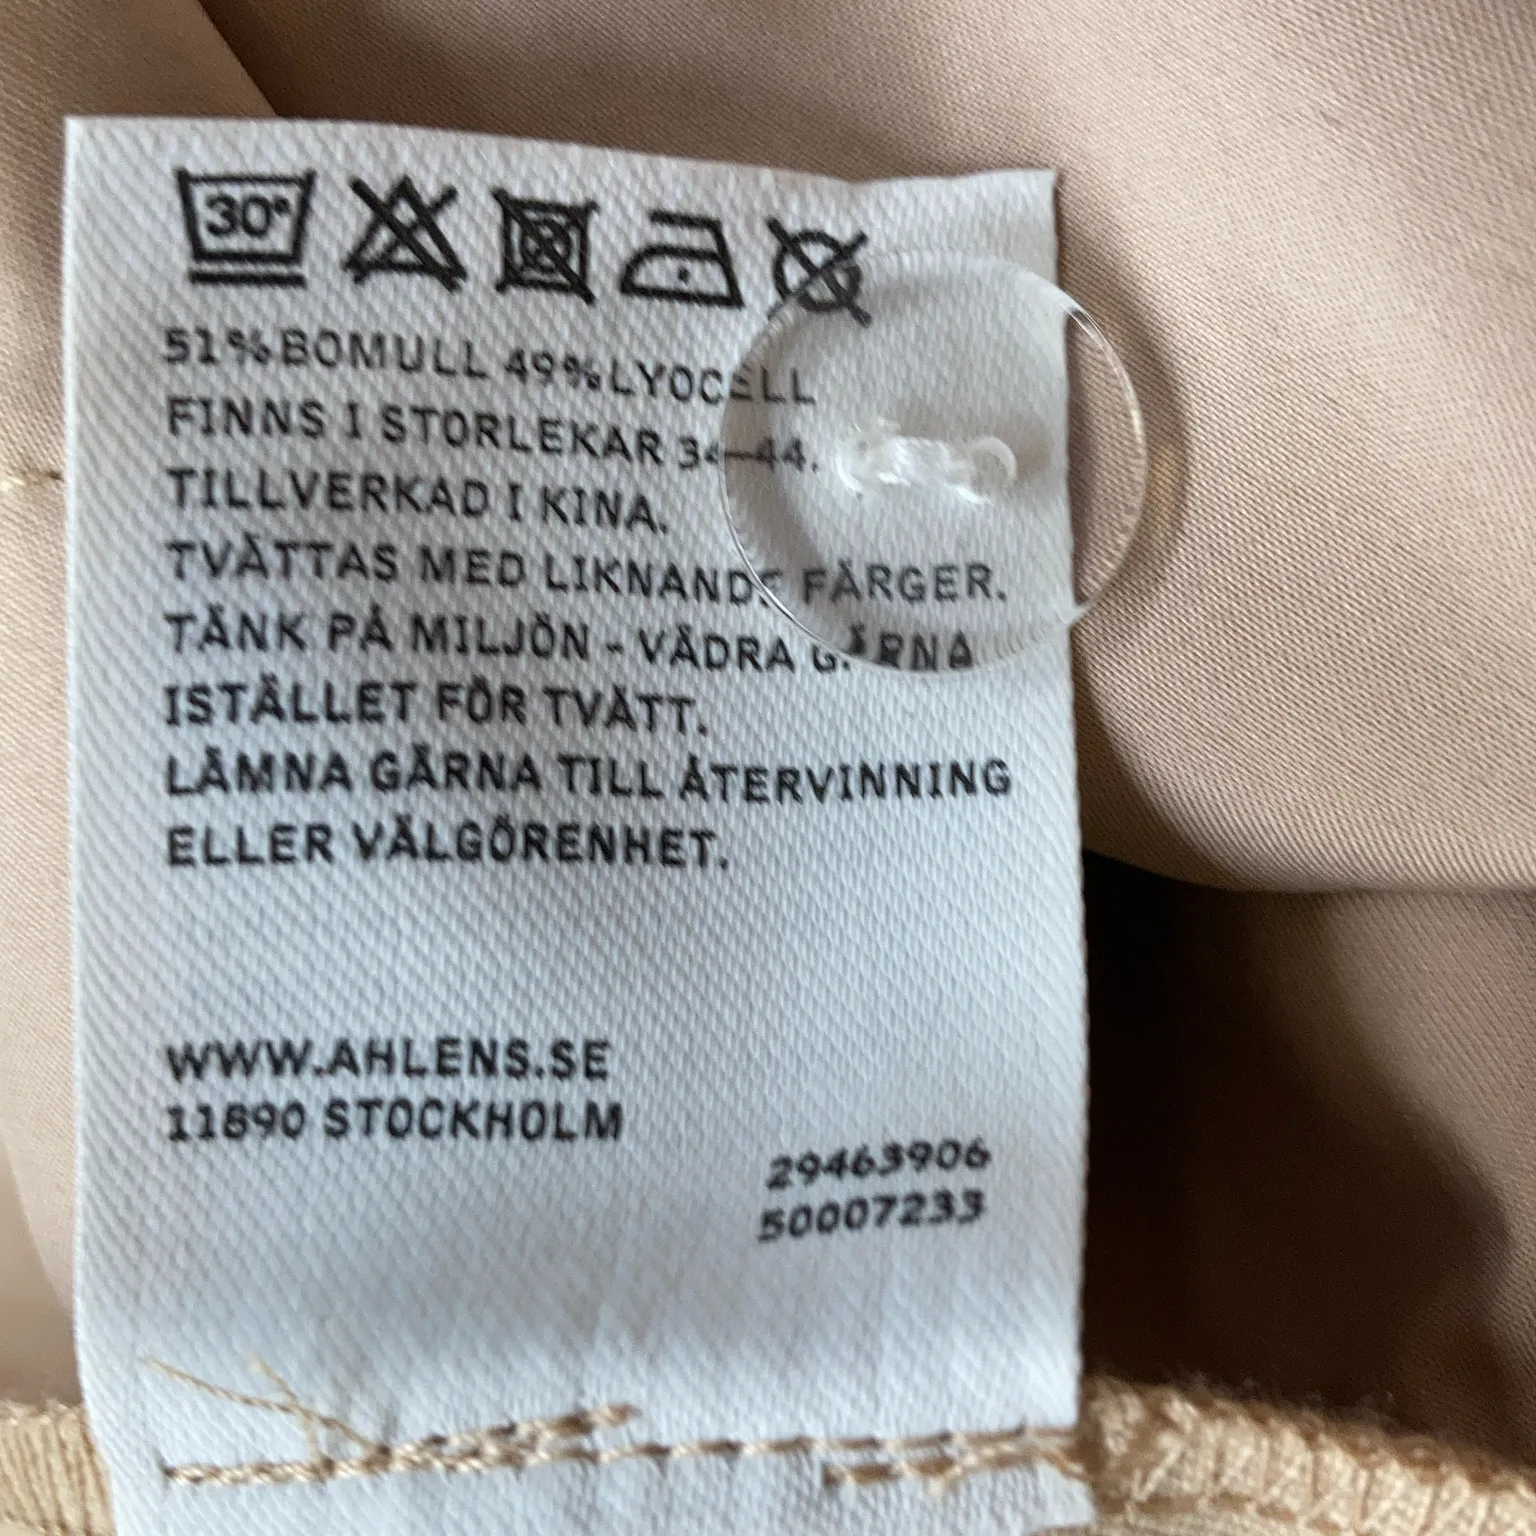 30°
51%BOMULL 49%LYOCELL
FINNS I STORLEKAR 34–44.
TILLVERKAD I KINA.
TVÄTTAS MED LIKNANDE FÄRGER.
TÄNK PÅ MILJÖN - VÄDRA GÄRNA
ISTÄLLET FÖR TVÄTT.
LÄMNA GÄRNA TILL ÅTERVINNING
ELLER VÄLGÖRENHET.
WWW.AHLENS.SE
11890 STOCKHOLM
29463906
50007233